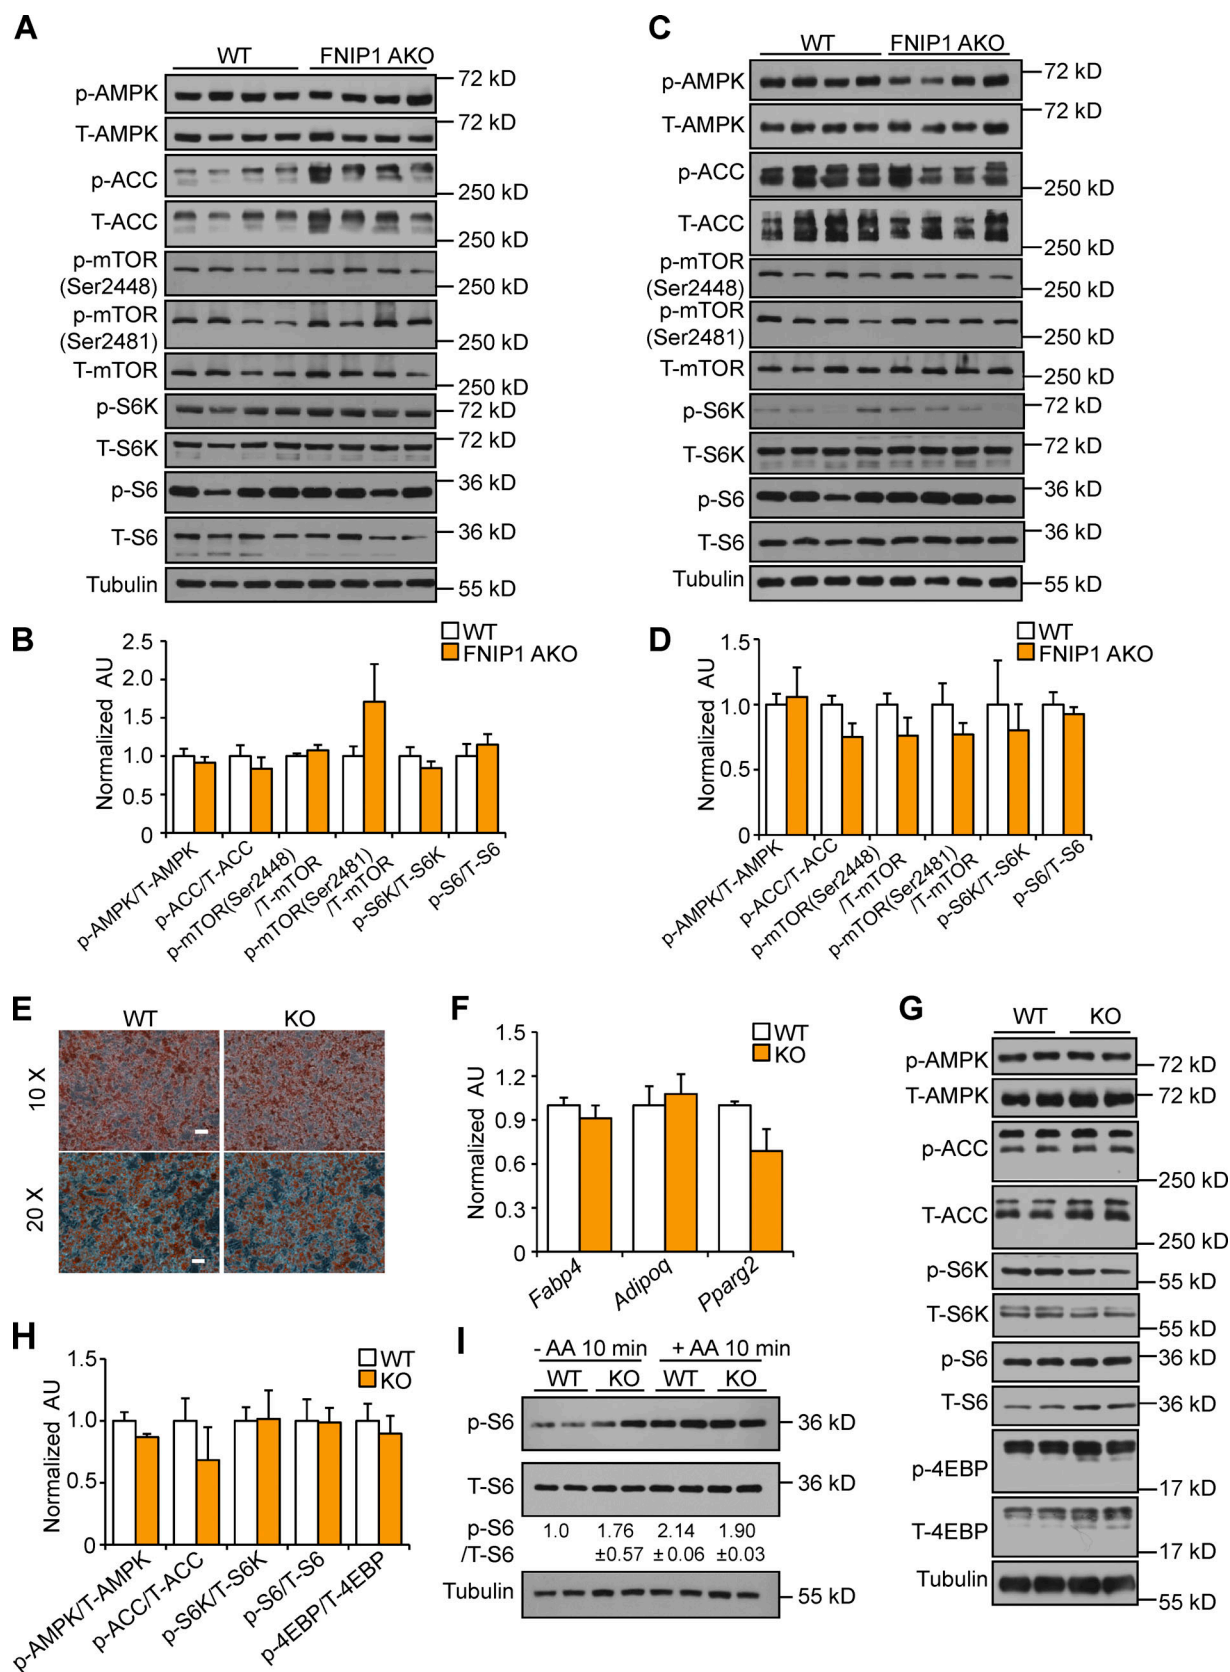 A
WT FNIP1 AKO
p-AMPK 72 kD
T-AMPK 72 kD
p-ACC 250 kD
T-ACC 250 kD
p-mTOR
(Ser2448) 250 kD
p-mTOR
(Ser2481) 250 kD
T-mTOR 250 kD
p-S6K 72 kD
T-S6K 72 kD
p-S6 36 kD
T-S6 36 kD
Tubulin 55 kD
C
WT FNIP1 AKO
p-AMPK 72 kD
T-AMPK 72 kD
p-ACC 250 kD
T-ACC 250 kD
p-mTOR
(Ser2448) 250 kD
p-mTOR
(Ser2481) 250 kD
T-mTOR 250 kD
p-S6K 72 kD
T-S6K 72 kD
p-S6 36 kD
T-S6 36 kD
Tubulin 55 kD
B
WT
FNIP1 AKO
Normalized AU
2.5
2.0
1.5
1.0
0.5
0
p-AMPK/T-AMPK
p-ACC/T-ACC
p-mTOR(Ser2448)
/T-mTOR
p-mTOR(Ser2481)
/T-mTOR
p-S6K/T-S6K
p-S6/T-S6
D
WT
FNIP1 AKO
Normalized AU
1.5
1.0
0.5
0
p-AMPK/T-AMPK
p-ACC/T-ACC
p-mTOR(Ser2448)
/T-mTOR
p-mTOR(Ser2481)
/T-mTOR
p-S6K/T-S6K
p-S6/T-S6
E
WT KO
10 X
20 X
F
WT
KO
Normalized AU
1.5
1.2
0.9
0.6
0.3
0
Fabp4
Adipoq
Pparg2
G
WT KO
p-AMPK 72 kD
T-AMPK 72 kD
p-ACC 250 kD
T-ACC 250 kD
p-S6K 55 kD
T-S6K 55 kD
p-S6 36 kD
T-S6 36 kD
p-4EBP 17 kD
T-4EBP 17 kD
Tubulin 55 kD
H
WT
KO
Normalized AU
1.5
1.0
0.5
0
p-AMPK/T-AMPK
p-ACC/T-ACC
p-S6K/T-S6K
p-S6/T-S6
p-4EBP/T-4EBP
I
- AA 10 min + AA 10 min
WT KO WT KO
p-S6 36 kD
T-S6 36 kD
p-S6 1.0 1.76 2.14 1.90
/T-S6 ±0.57 ± 0.06 ±0.03
Tubulin 55 kD